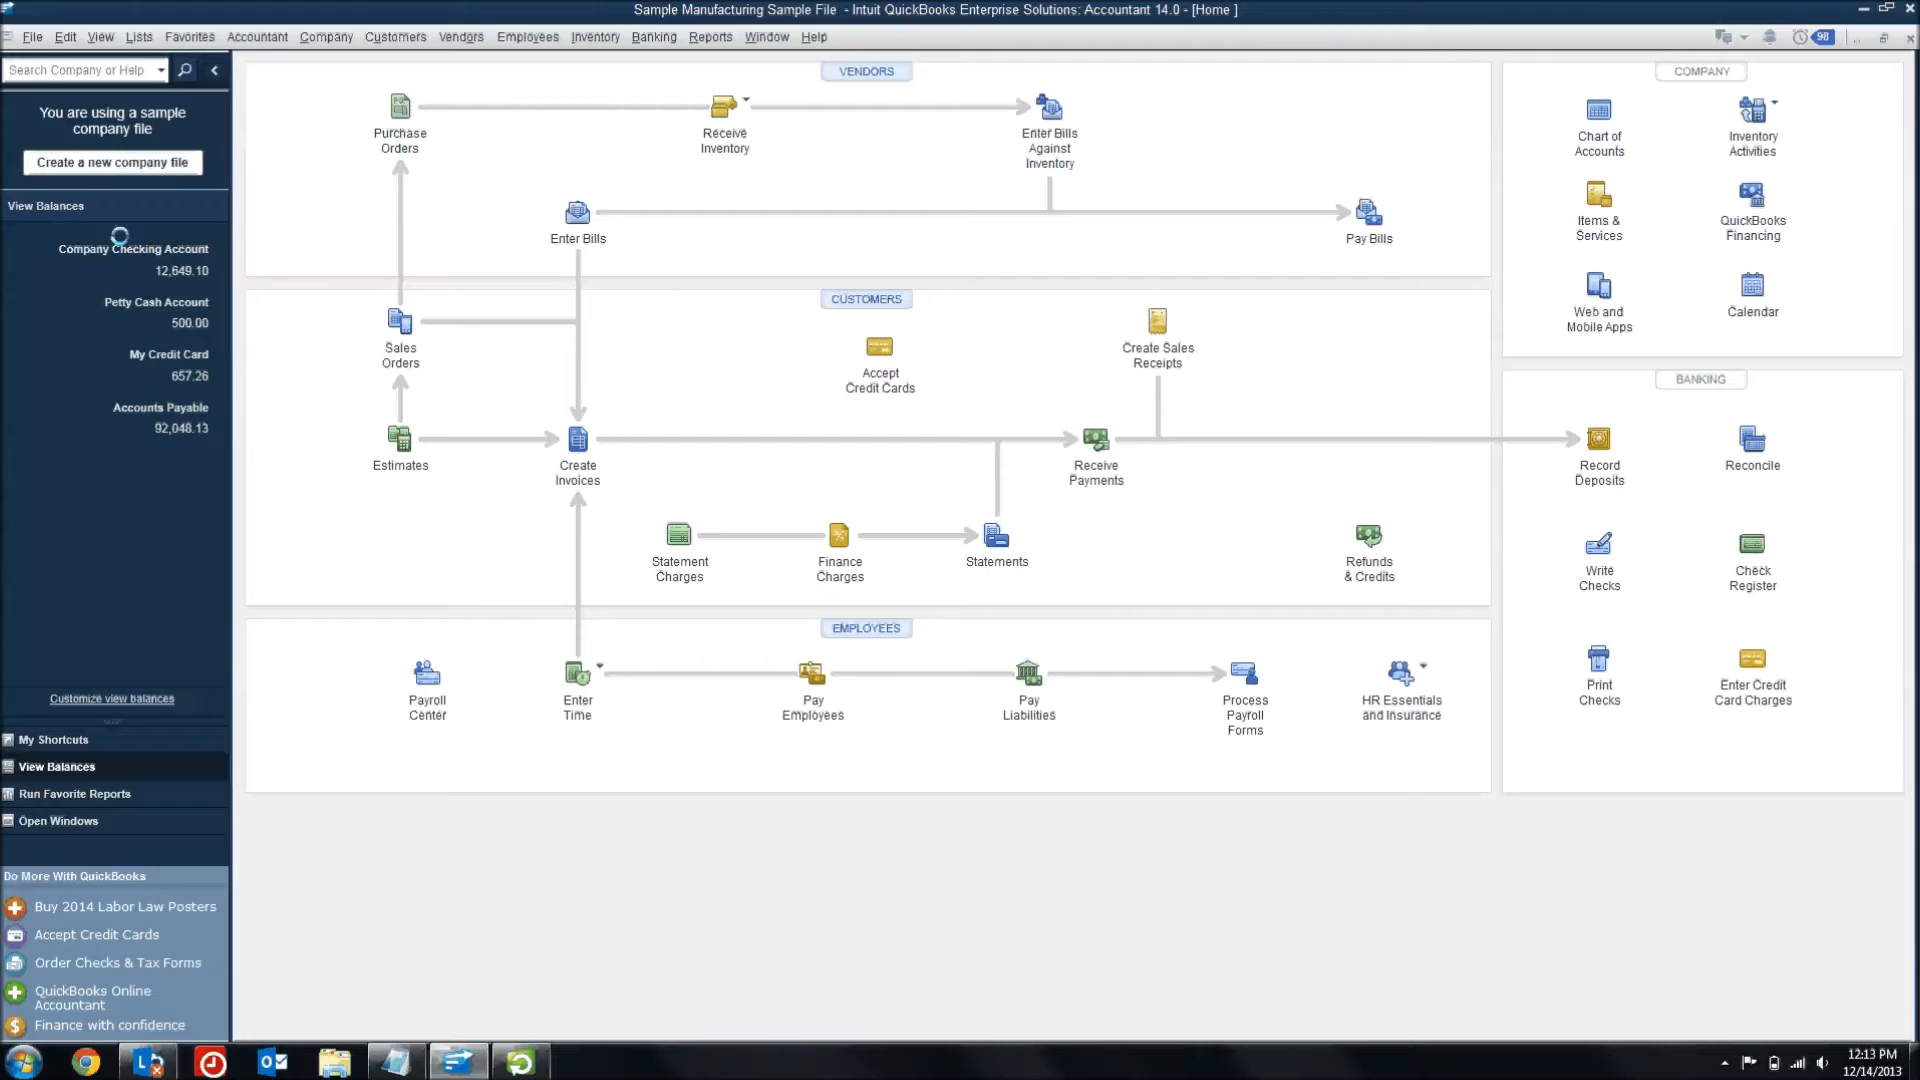 Sample Manufacturing Sample File - Intuit QuickBooks Enterprise Solutions: Accountant 14.0 - [Home ]
File Edit View Lists Favorites Accountant Company Customers Vendors Employees Inventory Banking Reports Window Help
98
Search Company or Help
You are using a sample
company file
Create a new company file
View Balances
Company Checking Account
12,649.10
Petty Cash Account
500.00
My Credit Card
657.26
Accounts Payable
92,048.13
Customize view balances
My Shortcuts
View Balances
Run Favorite Reports
Open Windows
Do More With QuickBooks
Buy 2014 Labor Law Posters
Accept Credit Cards
Order Checks & Tax Forms
QuickBooks Online
Accountant
Finance with confidence
VENDORS
Purchase
Orders
Receive
Inventory
Enter Bills
Against
Inventory
Enter Bills
Pay Bills
CUSTOMERS
Sales
Orders
Accept
Credit Cards
Create Sales
Receipts
Estimates
Create
Invoices
Receive
Payments
Statement
Charges
Finance
Charges
Statements
Refunds
& Credits
EMPLOYEES
Payroll
Center
Enter
Time
Pay
Employees
Pay
Liabilities
Process
Payroll
Forms
HR Essentials
and Insurance
COMPANY
Chart of
Accounts
Inventory
Activities
Items &
Services
QuickBooks
Financing
Web and
Mobile Apps
Calendar
BANKING
Record
Deposits
Reconcile
Write
Checks
Check
Register
Print
Checks
Enter Credit
Card Charges
12:13 PM
12/14/2013